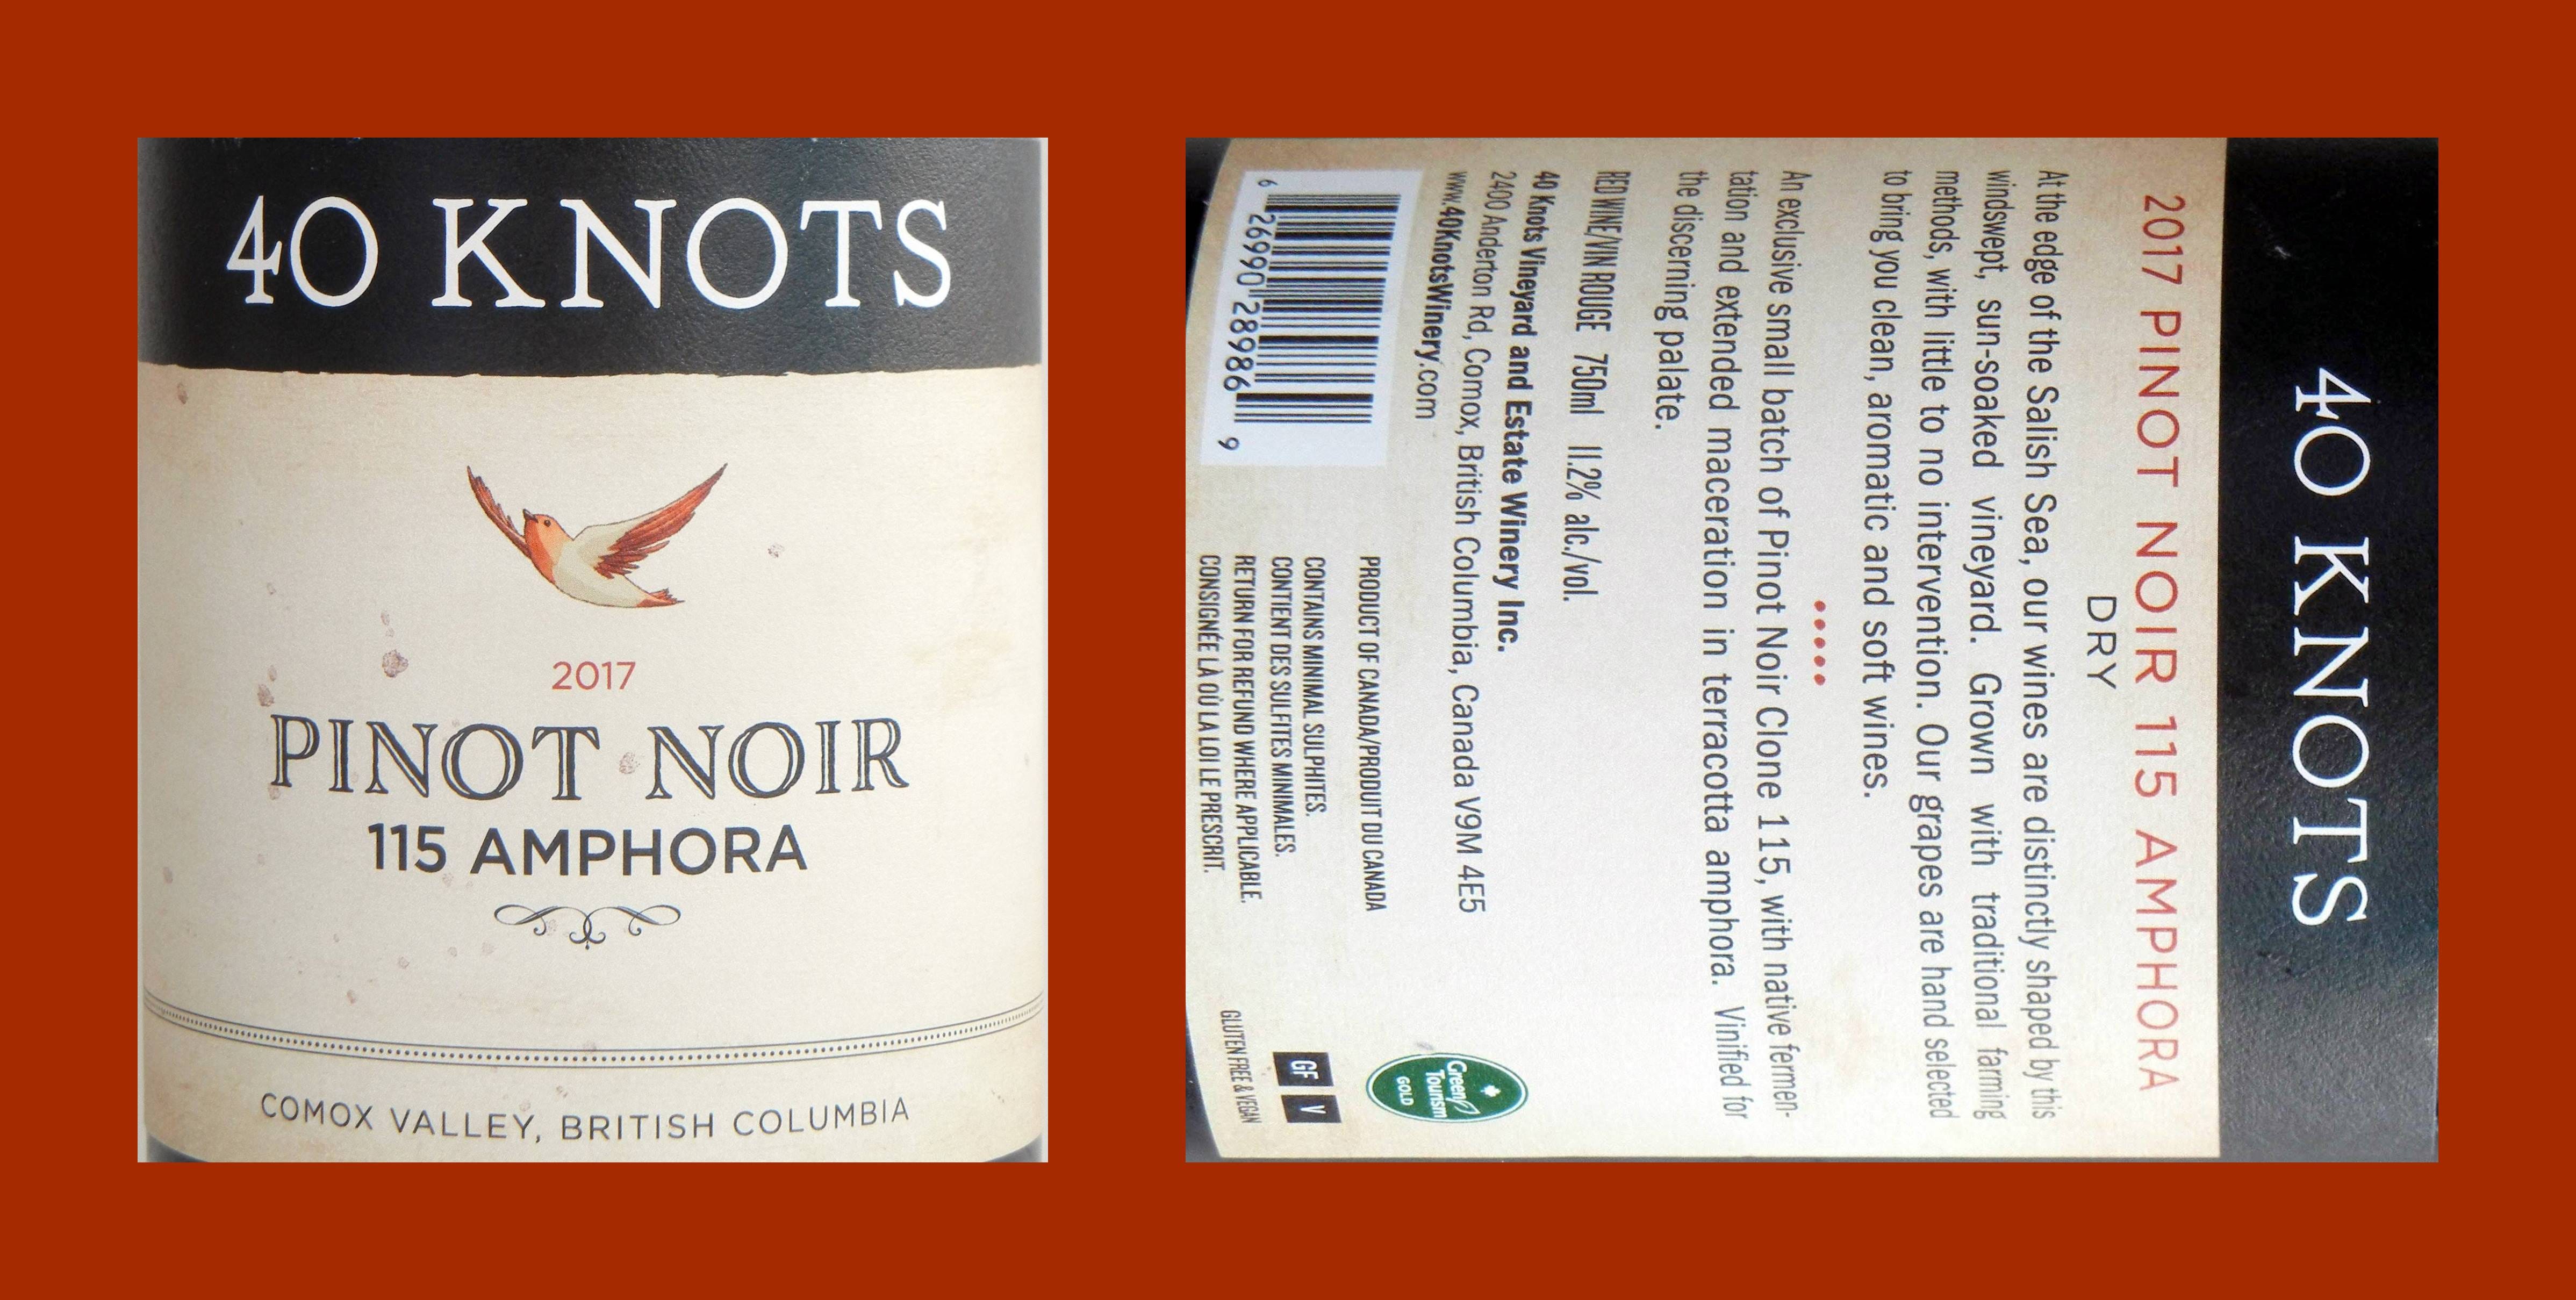 40 KNOTS
2017
PINOT NOIR
115 AMPHORA
COMOX VALLEY, BRITISH COLUMBIA
40 KNOTS
2017 PINOT NOIR 115 AMPHORA
DRY
At the edge of the Salish Sea, our wines are distinctly shaped by this
windswept, sun-soaked vineyard. Grown with traditional farming
methods, with little to no intervention. Our grapes are hand selected
to bring you clean, aromatic and soft wines.
An exclusive small batch of Pinot Noir Clone 115, with native fermen-
tation and extended maceration in terracotta amphora. Vinified for
the discerning palate.
RED WINE/VIN ROUGE 750ml 11.2% alc./vol.
40 Knots Vineyard and Estate Winery Inc.
2400 Anderton Rd, Comox, British Columbia, Canada V9M 4E5
www.40KnotsWinery.com
6 26990 28986 9
PRODUCT OF CANADA/PRODUIT DU CANADA
CONTAINS MINIMAL SULPHITES.
CONTIENT DES SULFITES MINIMALES.
RETURN FOR REFUND WHERE APPLICABLE.
CONSIGNÉE LÀ OÙ LA LOI LE PRESCRIT.
Green
Tourism
GOLD
GF V
GLUTEN FREE & VEGAN